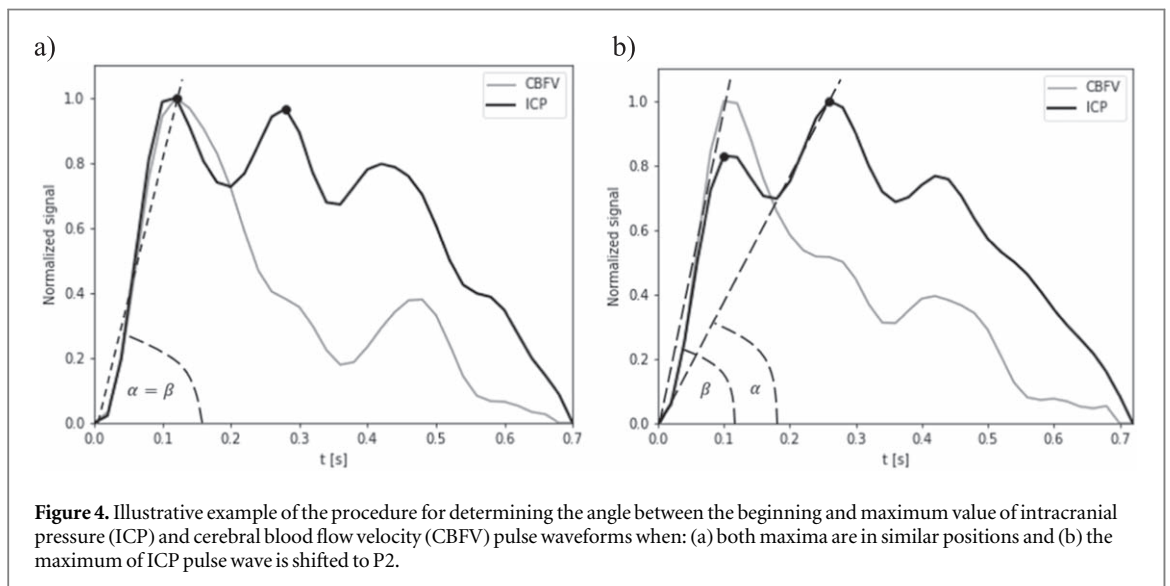 a)
CBFV
ICP
Normalized signal
1.0
0.8
0.6
0.4
0.2
0.0
α = β
0.0 0.1 0.2 0.3 0.4 0.5 0.6 0.7
t [s]
b)
CBFV
ICP
Normalized signal
1.0
0.8
0.6
0.4
0.2
0.0
β α
0.0 0.1 0.2 0.3 0.4 0.5 0.6 0.7
t [s]
Figure 4. Illustrative example of the procedure for determining the angle between the beginning and maximum value of intracranial
pressure (ICP) and cerebral blood flow velocity (CBFV) pulse waveforms when: (a) both maxima are in similar positions and (b) the
maximum of ICP pulse wave is shifted to P2.